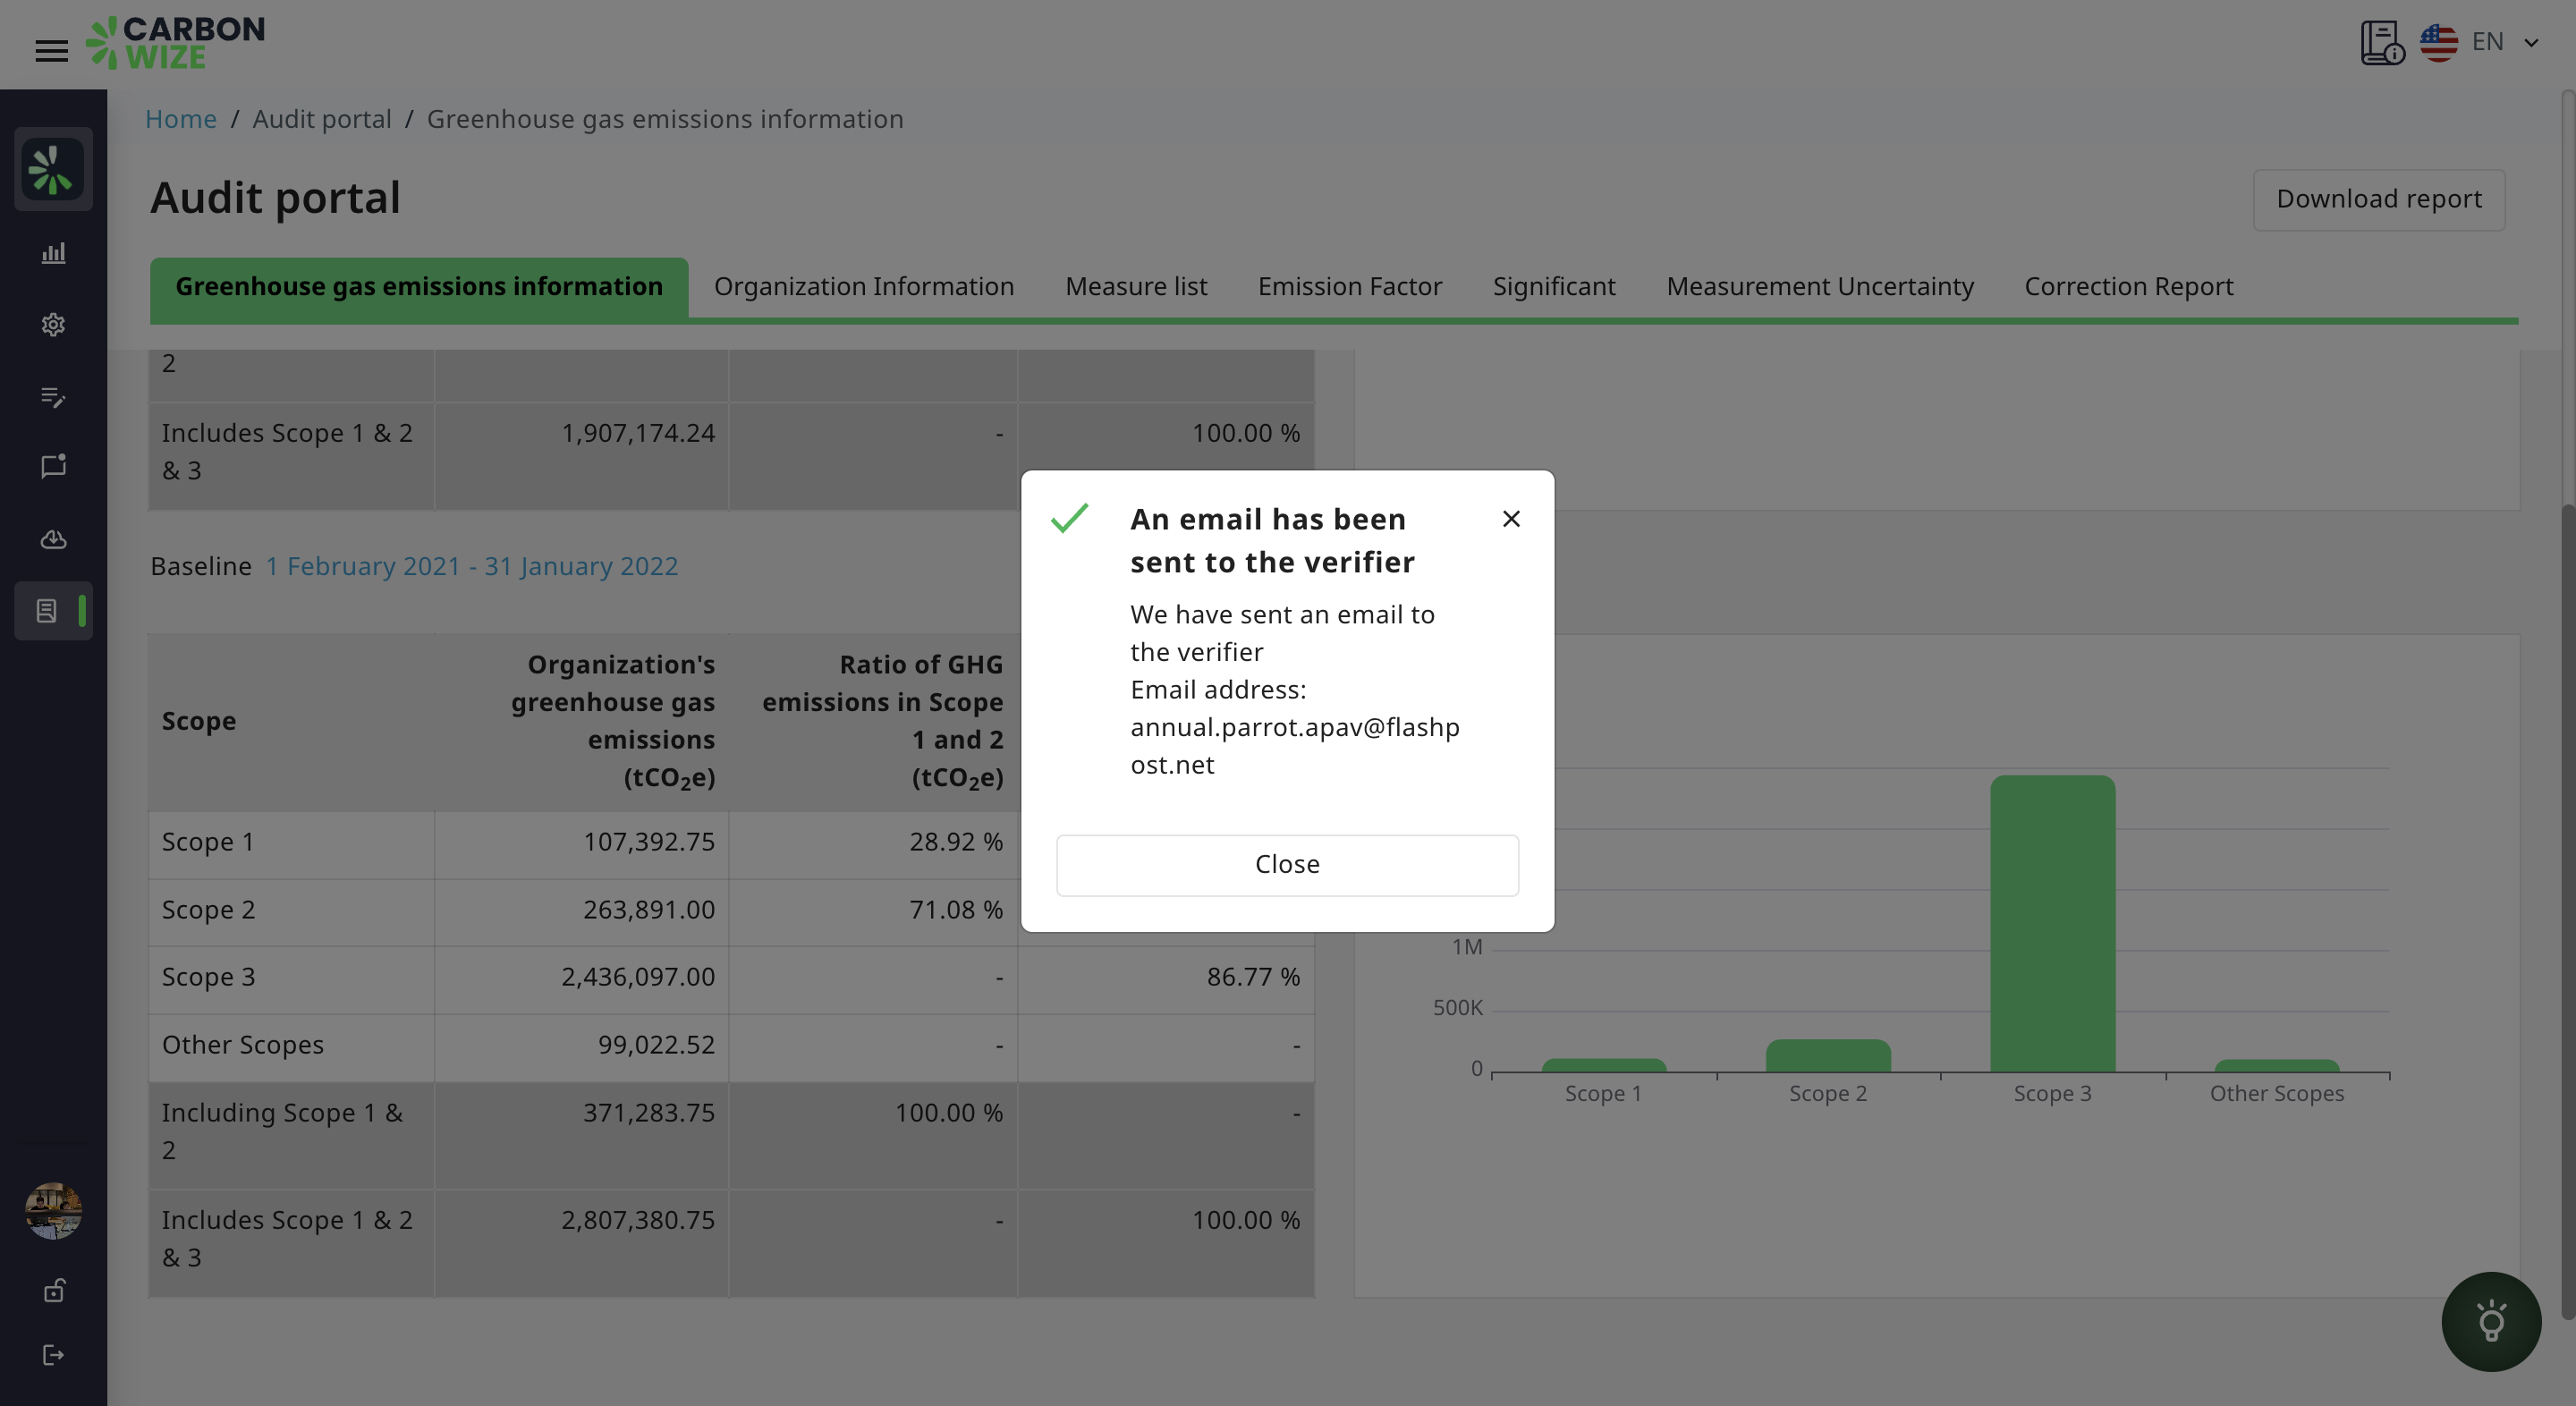 CARBON
WIZE
EN
Home / Audit portal / Greenhouse gas emissions information
Audit portal
Download report
Greenhouse gas emissions information
Organization Information
Measure list
Emission Factor
Significant
Measurement Uncertainty
Correction Report
2
Includes Scope 1 & 2
& 3
1,907,174.24
-
100.00 %
Baseline 1 February 2021 - 31 January 2022
An email has been
sent to the verifier
We have sent an email to
the verifier
Email address:
annual.parrot.apav@flashp
ost.net
Close
Scope
Organization's
greenhouse gas
emissions
(tCO₂e)
Ratio of GHG
emissions in Scope
1 and 2
(tCO₂e)
Scope 1
107,392.75
28.92 %
Scope 2
263,891.00
71.08 %
Scope 3
2,436,097.00
-
86.77 %
Other Scopes
99,022.52
-
-
Including Scope 1 &
2
371,283.75
100.00 %
-
Includes Scope 1 & 2
& 3
2,807,380.75
-
100.00 %
1M
500K
0
Scope 1
Scope 2
Scope 3
Other Scopes